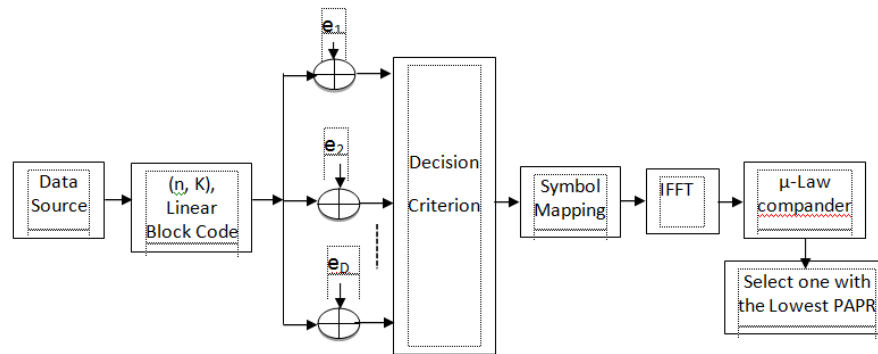 e₁
e₂
e_D
Data
Source
(n, K),
Linear
Block Code
Decision
Criterion
Symbol
Mapping
IFFT
µ-Law
compander
Select one with
the Lowest PAPR